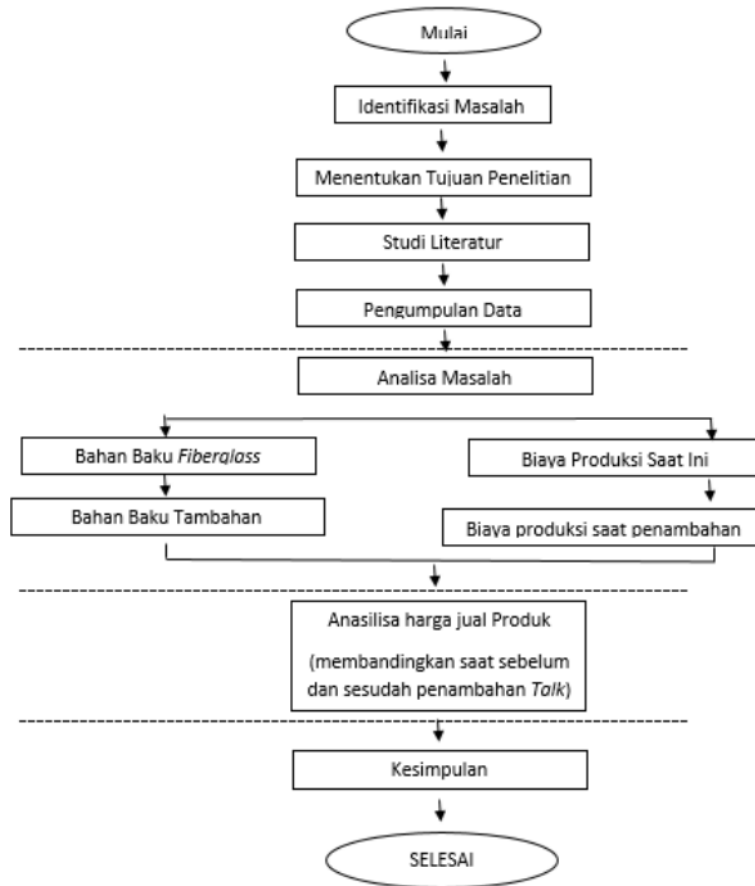 Mulai
Identifikasi Masalah
Menentukan Tujuan Penelitian
Studi Literatur
Pengumpulan Data
Analisa Masalah
Bahan Baku Fiberglass
Biaya Produksi Saat Ini
Bahan Baku Tambahan
Biaya produksi saat penambahan
Anasilisa harga jual Produk
(membandingkan saat sebelum
dan sesudah penambahan Talk)
Kesimpulan
SELESAI